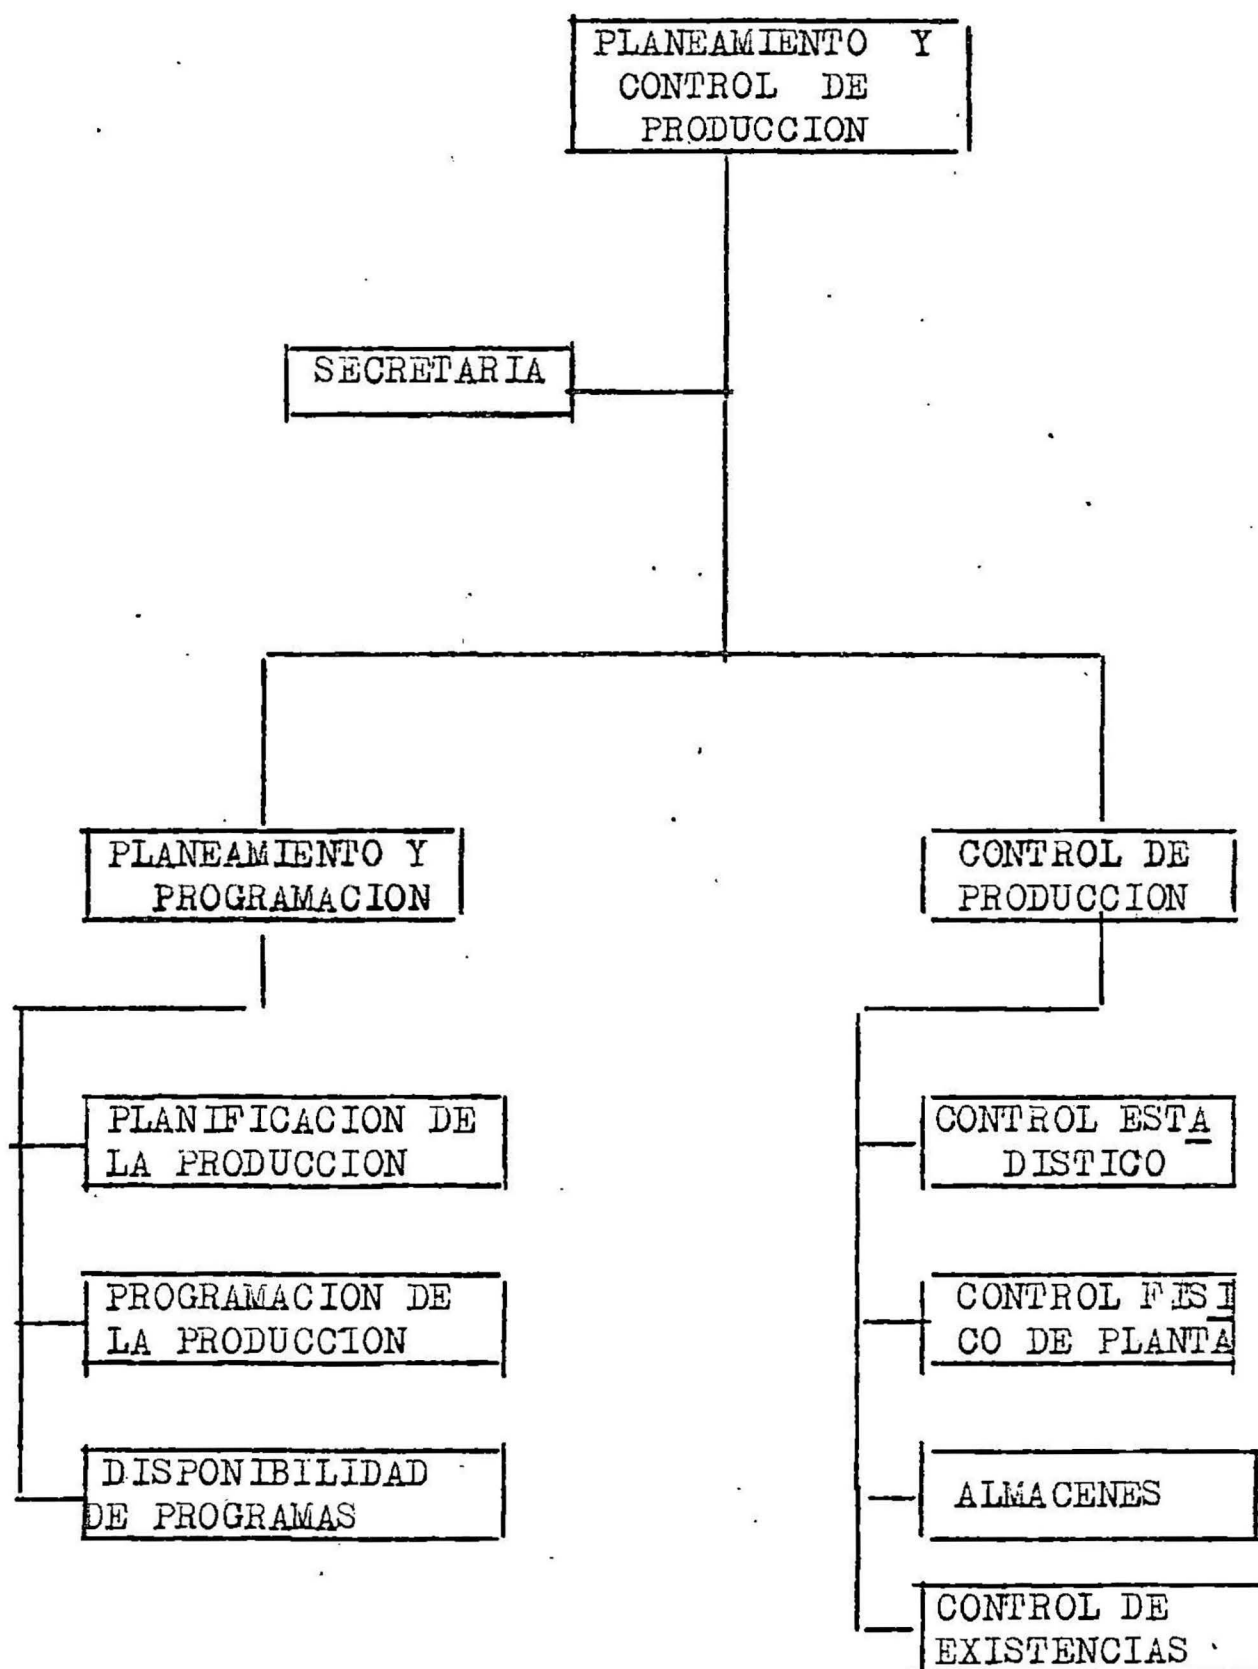 PLANEAMIENTO Y
CONTROL DE
PRODUCCION
SECRETARIA
PLANEAMIENTO Y
PROGRAMACION
CONTROL DE
PRODUCCION
PLANIFICACION DE
LA PRODUCCION
PROGRAMACION DE
LA PRODUCCION
DISPONIBILIDAD
DE PROGRAMAS
CONTROL ESTA
DISTICO
CONTROL FISI
CO DE PLANTA
ALMACENES
CONTROL DE
EXISTENCIAS